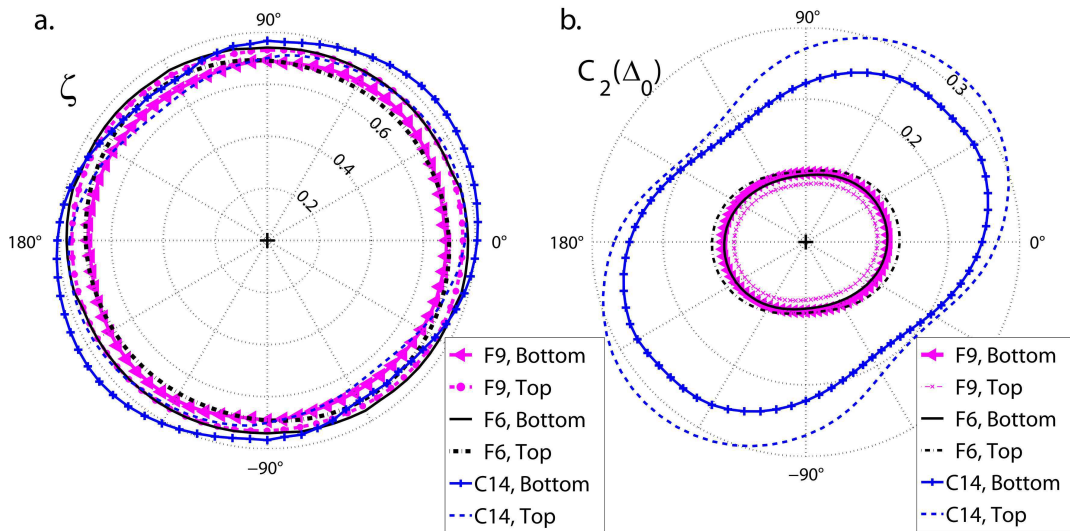 a.
ζ
90°
0.6
0.4
0.2
180°
0°
−90°
F9, Bottom
F9, Top
F6, Bottom
F6, Top
C14, Bottom
C14, Top
b.
C₂(Δ₀)
90°
0.3
0.2
180°
0°
−90°
F9, Bottom
F9, Top
F6, Bottom
F6, Top
C14, Bottom
C14, Top